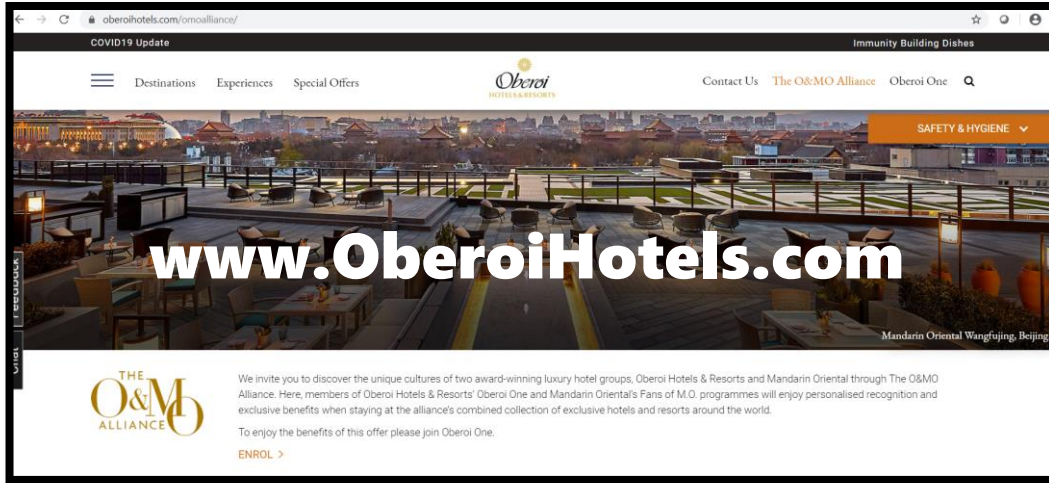 oberoihotels.com/omoalliance/
COVID19 Update
Immunity Building Dishes
Destinations Experiences Special Offers
Oberoi
HOTELS & RESORTS
Contact Us The O&MO Alliance Oberoi One
SAFETY & HYGIENE
www.OberoiHotels.com
Feedback
Chat
Mandarin Oriental Wangfujing, Beijing
THE
O&MO
ALLIANCE
We invite you to discover the unique cultures of two award-winning luxury hotel groups, Oberoi Hotels & Resorts and Mandarin Oriental through The O&MO
Alliance. Here, members of Oberoi Hotels & Resorts' Oberoi One and Mandarin Oriental's Fans of M.O. programmes will enjoy personalised recognition and
exclusive benefits when staying at the alliance's combined collection of exclusive hotels and resorts around the world.
To enjoy the benefits of this offer please join Oberoi One.
ENROL >